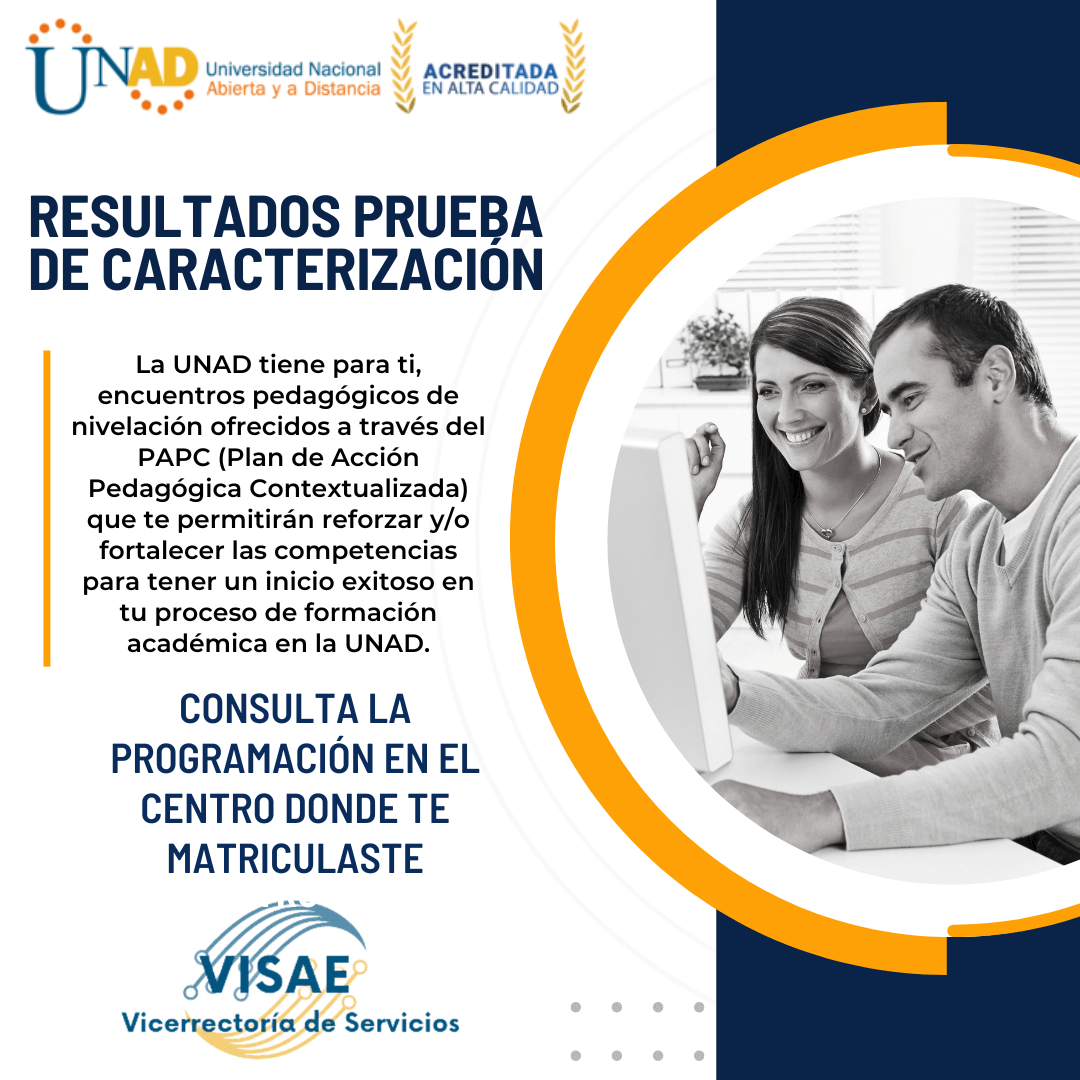 UNAD
Universidad Nacional
Abierta y a Distancia
ACREDITADA
EN ALTA CALIDAD
RESULTADOS PRUEBA
DE CARACTERIZACIÓN
La UNAD tiene para ti,
encuentros pedagógicos de
nivelación ofrecidos a través del
PAPC (Plan de Acción
Pedagógica Contextualizada)
que te permitirán reforzar y/o
fortalecer las competencias
para tener un inicio exitoso en
tu proceso de formación
académica en la UNAD.
CONSULTA LA
PROGRAMACIÓN EN EL
CENTRO DONDE TE
MATRICULASTE
VISAE
Vicerrectoría de Servicios